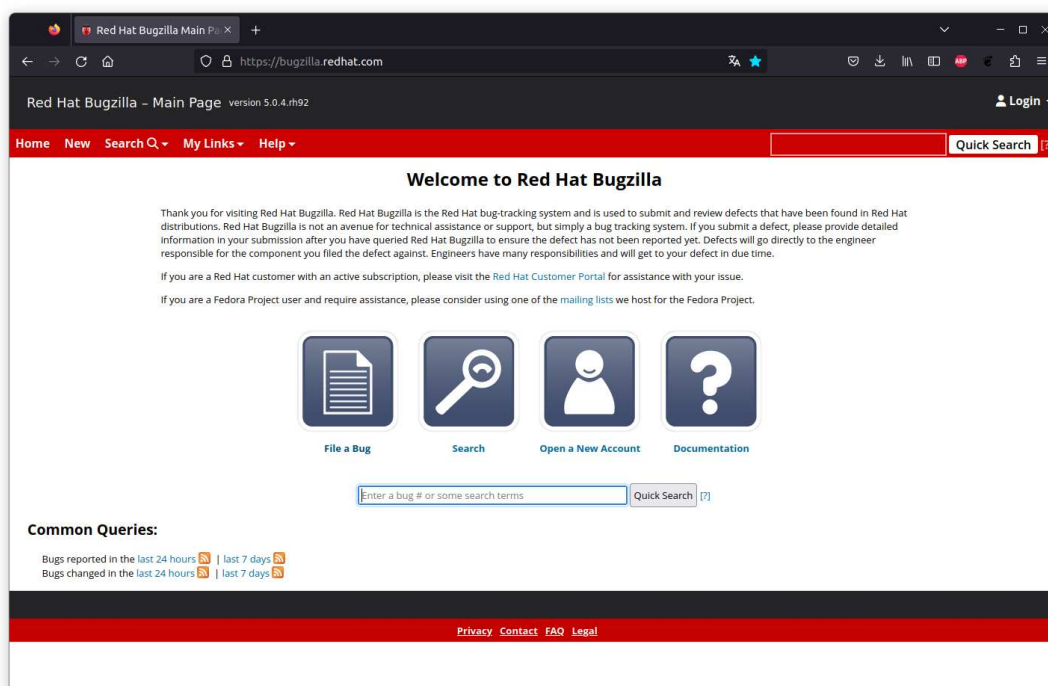 Red Hat Bugzilla Main Pa
https://bugzilla.redhat.com
ABP
Red Hat Bugzilla – Main Page version 5.0.4.rh92
Login
Home New Search My Links Help
Quick Search [?
Welcome to Red Hat Bugzilla
Thank you for visiting Red Hat Bugzilla. Red Hat Bugzilla is the Red Hat bug-tracking system and is used to submit and review defects that have been found in Red Hat
distributions. Red Hat Bugzilla is not an avenue for technical assistance or support, but simply a bug tracking system. If you submit a defect, please provide detailed
information in your submission after you have queried Red Hat Bugzilla to ensure the defect has not been reported yet. Defects will go directly to the engineer
responsible for the component you filed the defect against. Engineers have many responsibilities and will get to your defect in due time.
If you are a Red Hat customer with an active subscription, please visit the Red Hat Customer Portal for assistance with your issue.
If you are a Fedora Project user and require assistance, please consider using one of the mailing lists we host for the Fedora Project.
File a Bug Search Open a New Account Documentation
Enter a bug # or some search terms Quick Search [?]
Common Queries:
Bugs reported in the last 24 hours | last 7 days
Bugs changed in the last 24 hours | last 7 days
Privacy Contact FAQ Legal